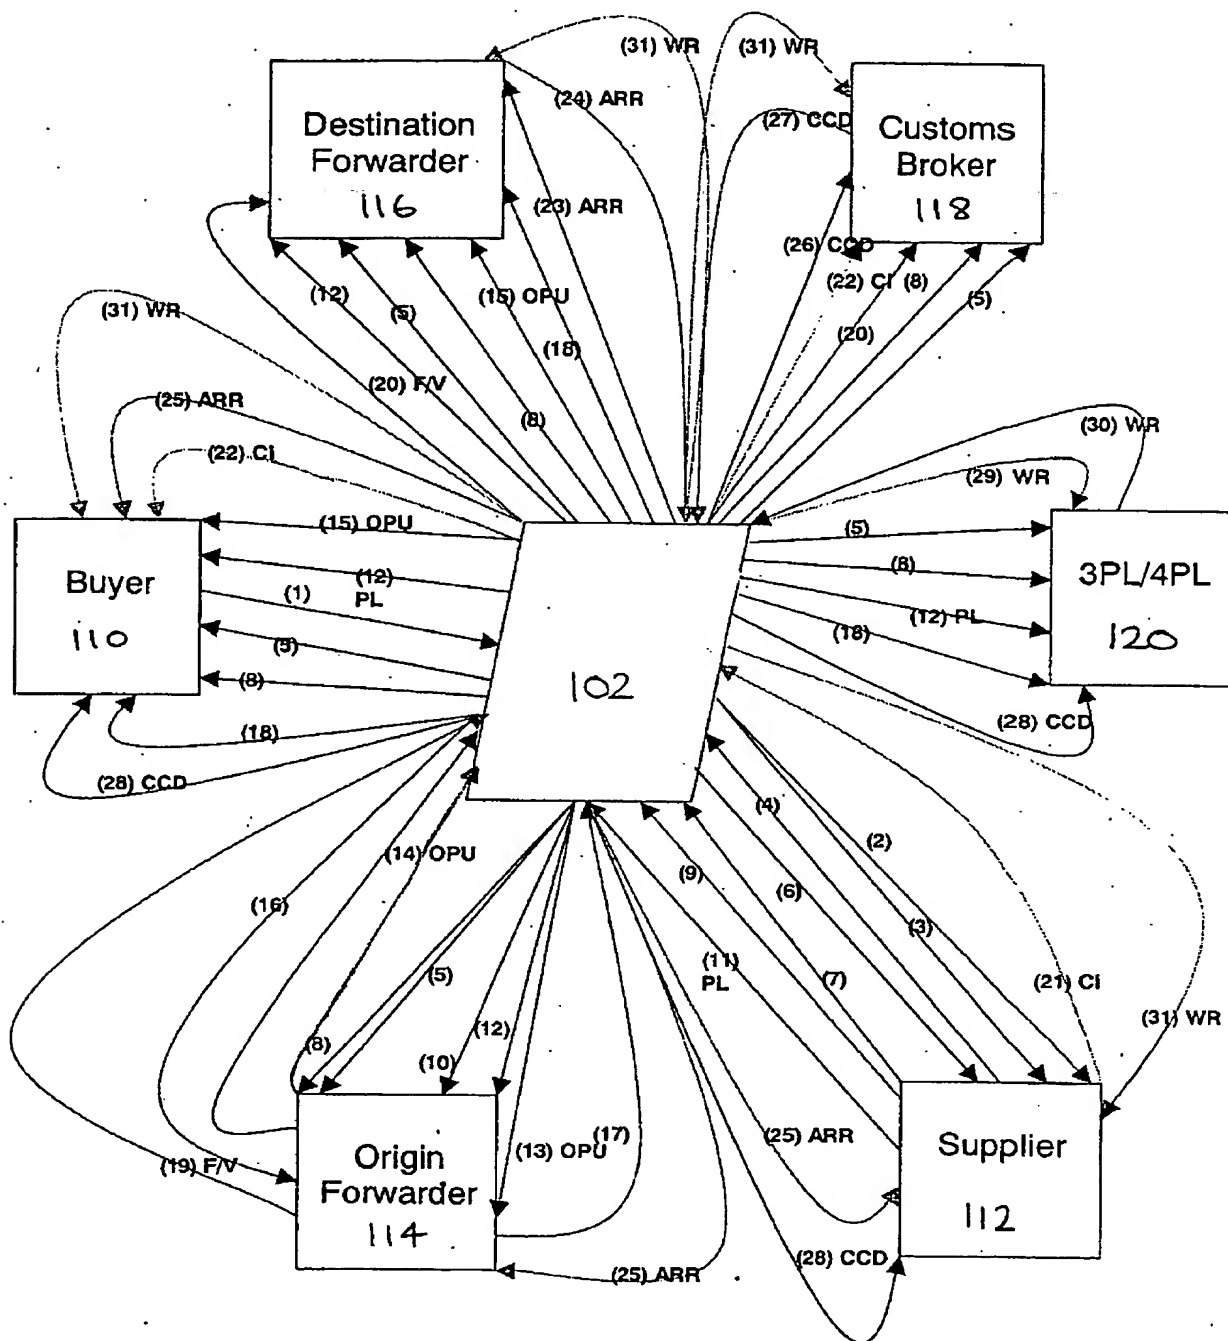 (31) WR
(31) WR
(24) ARR
(27) CCD
Destination
Forwarder
116
Customs
Broker
118
(23) ARR
(26) CCD
(22) CI
(8)
(12)
(5)
(15) OPU
(5)
(31) WR
(20)
(18)
(20) F/V
(8)
(25) ARR
(30) WR
(22) CI
(29) WR
(15) OPU
(5)
Buyer
110
(12)
PL
(1)
(5)
(8)
(8)
3PL/4PL
120
(12) PL
(18)
102
(18)
(28) CCD
(28) CCD
(4)
(2)
(14) OPU
(9)
(6)
(16)
(3)
(5)
(11)
PL
(7)
(21) CI
(31) WR
(12)
(8)
(10)
(13) OPU
(17)
(25) ARR
Supplier
112
(19) F/V
Origin
Forwarder
114
(28) CCD
(25) ARR